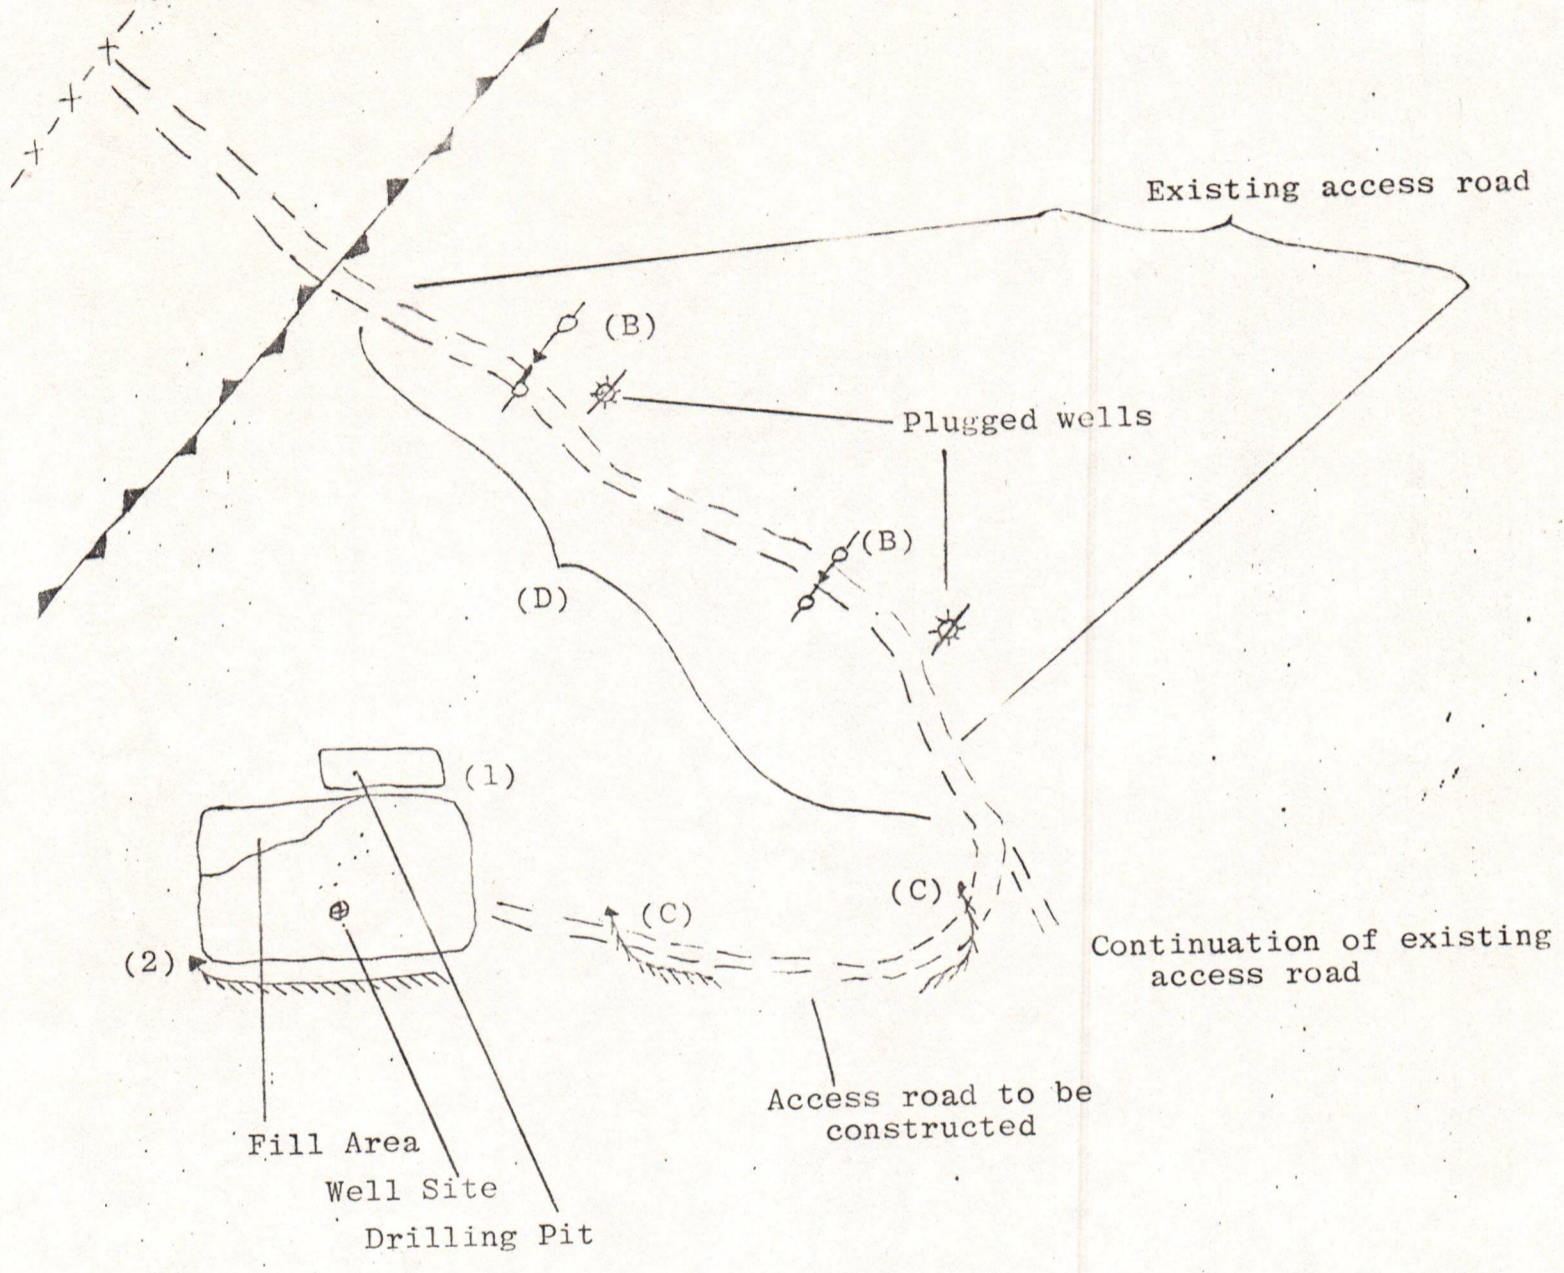 Existing access road
(B)
Plugged wells
(B)
(D)
(1)
(C)
(C)
(2)
Continuation of existing
access road
Access road to be
constructed
Fill Area
Well Site
Drilling Pit